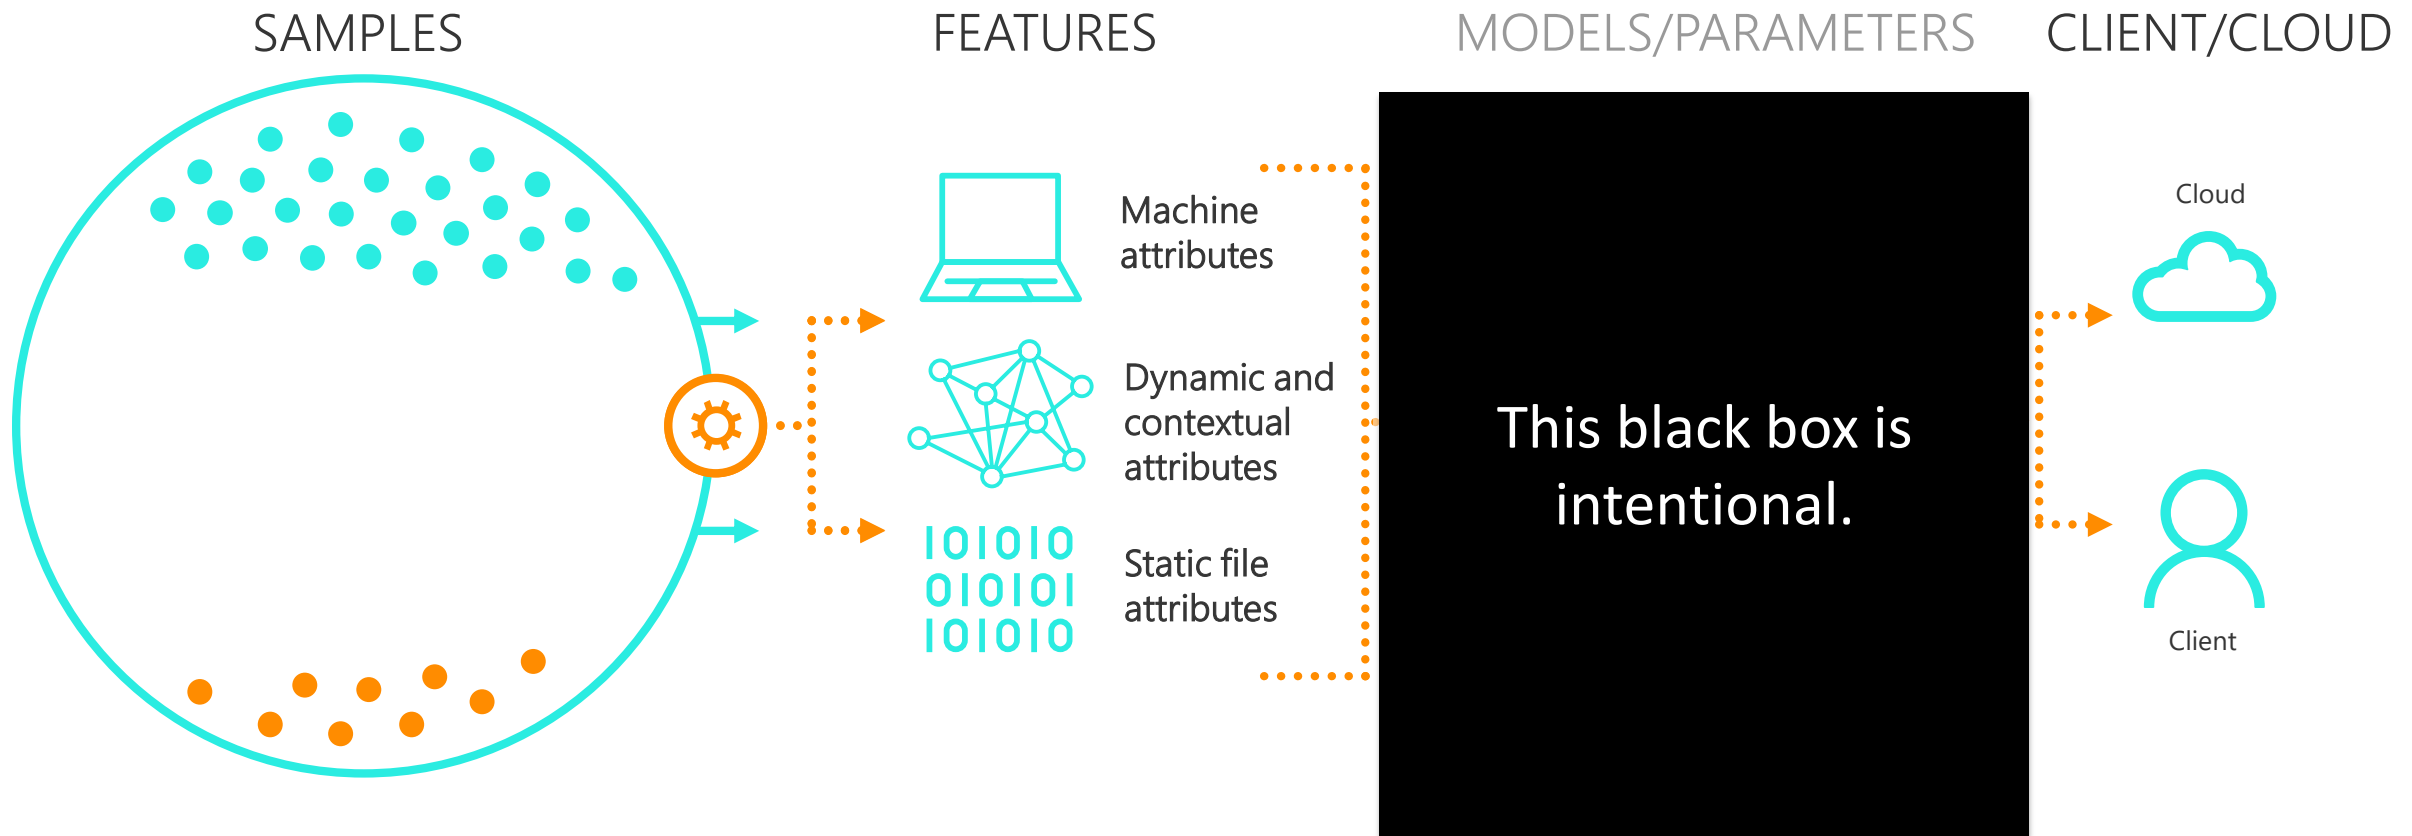 SAMPLES
FEATURES
MODELS/PARAMETERS
CLIENT/CLOUD
Machine
attributes
Dynamic and
contextual
attributes
Static file
attributes
101010
010101
101010
This black box is
intentional.
Cloud
Client